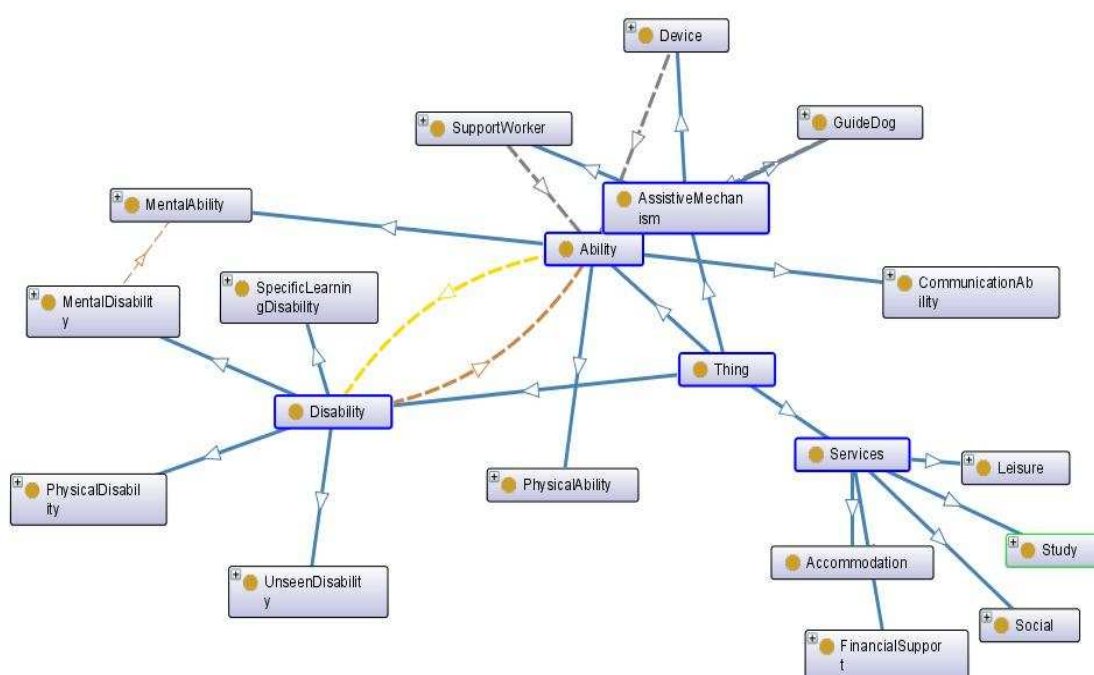 Device
SupportWorker
GuideDog
MentalAbility
AssistiveMechan
ism
Ability
SpecificLearnin
gDisability
MentalDisabilit
y
CommunicationAb
ility
Thing
Disability
Services
Leisure
PhysicalDisabil
ity
PhysicalAbility
Study
Accommodation
UnseenDisabilit
y
Social
FinancialSuppor
t